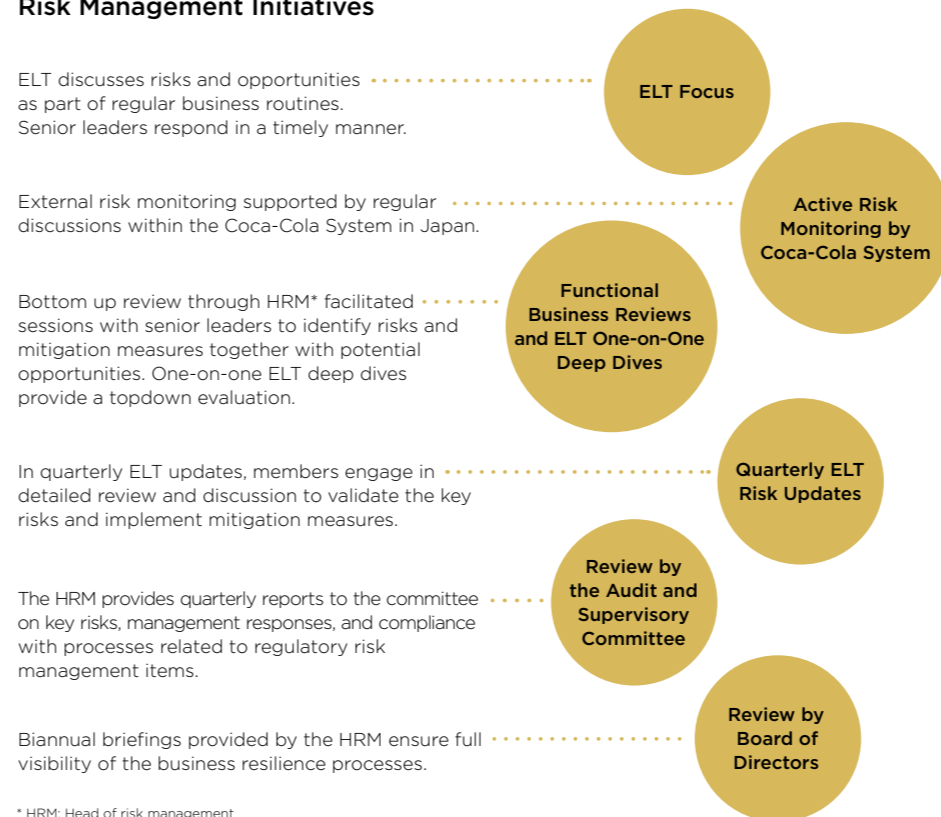 Risk Management Initiatives
ELT discusses risks and opportunities
as part of regular business routines.
Senior leaders respond in a timely manner.
ELT Focus
External risk monitoring supported by regular
discussions within the Coca-Cola System in Japan.
Active Risk
Monitoring by
Coca-Cola System
Bottom up review through HRM* facilitated
sessions with senior leaders to identify risks and
mitigation measures together with potential
opportunities. One-on-one ELT deep dives
provide a topdown evaluation.
Functional
Business Reviews
and ELT One-on-One
Deep Dives
In quarterly ELT updates, members engage in
detailed review and discussion to validate the key
risks and implement mitigation measures.
Quarterly ELT
Risk Updates
The HRM provides quarterly reports to the committee
on key risks, management responses, and compliance
with processes related to regulatory risk
management items.
Review by
the Audit and
Supervisory
Committee
Biannual briefings provided by the HRM ensure full
visibility of the business resilience processes.
Review by
Board of
Directors
* HRM: Head of risk management